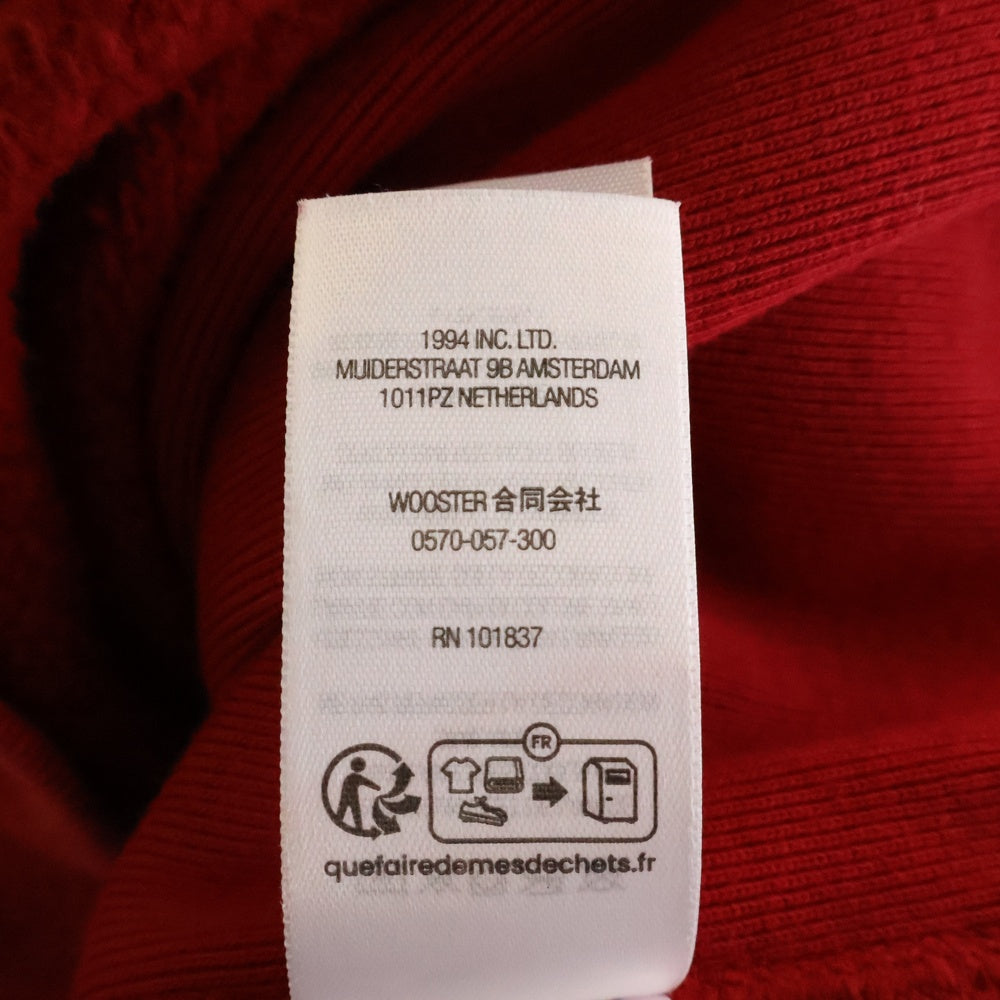 1994 INC. LTD.
MUIDERSTRAAT 9B AMSTERDAM
1011PZ NETHERLANDS
WOOSTER 合同会社
0570-057-300
RN 101837
FR
quefairedemesdechets.fr